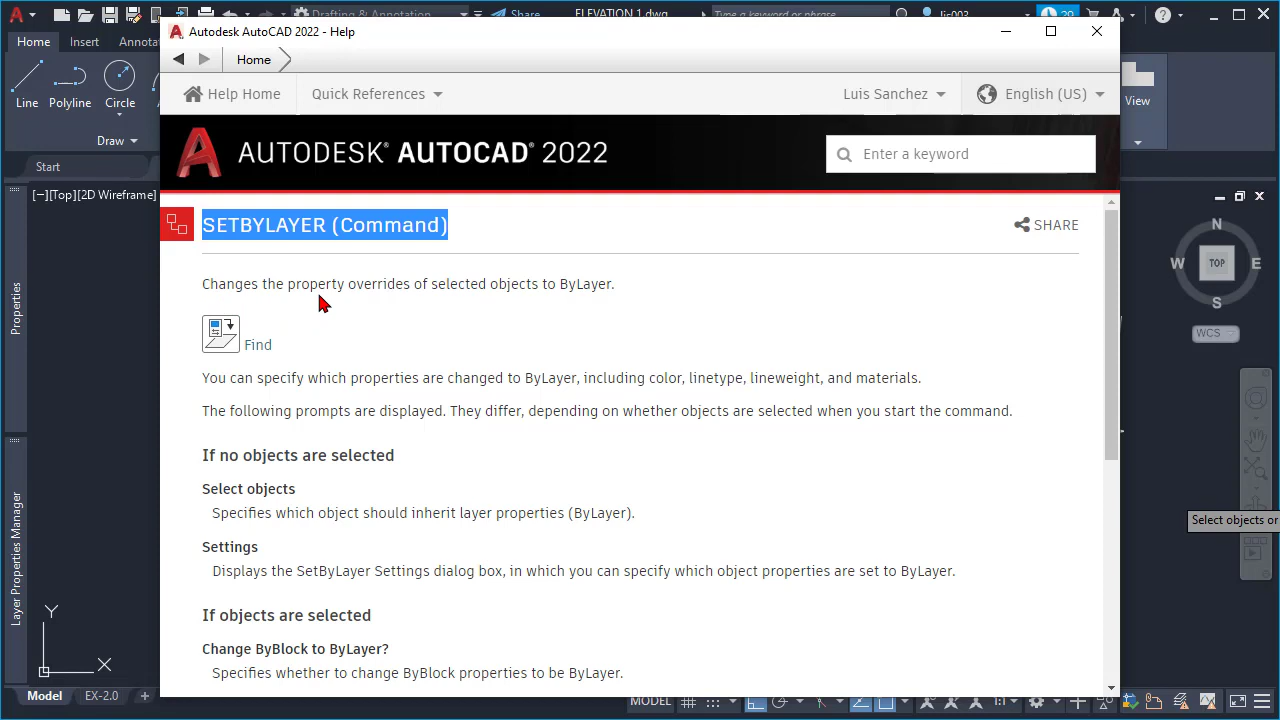 Drafting & Annotation
Share
ELEVATION 1.dwg
Type a keyword or phrase
lis003
29
Autodesk AutoCAD 2022 - Help
Home
Insert
Annotat
Home
Help Home
Quick References
Luis Sanchez
English (US)
Line
Polyline
Circle
View
Draw
AUTODESK® AUTOCAD® 2022
Enter a keyword
Start
[−][Top][2D Wireframe]
SETBYLAYER (Command)
SHARE
N
W
TOP
E
S
WCS
Changes the property overrides of selected objects to ByLayer.
Find
Properties
You can specify which properties are changed to ByLayer, including color, linetype, lineweight, and materials.
The following prompts are displayed. They differ, depending on whether objects are selected when you start the command.
If no objects are selected
Select objects
Specifies which object should inherit layer properties (ByLayer).
Select objects or
Settings
Displays the SetByLayer Settings dialog box, in which you can specify which object properties are set to ByLayer.
Layer Properties Manager
If objects are selected
Change ByBlock to ByLayer?
Specifies whether to change ByBlock properties to be ByLayer.
Y
X
Model
EX-2.0
MODEL
1:1